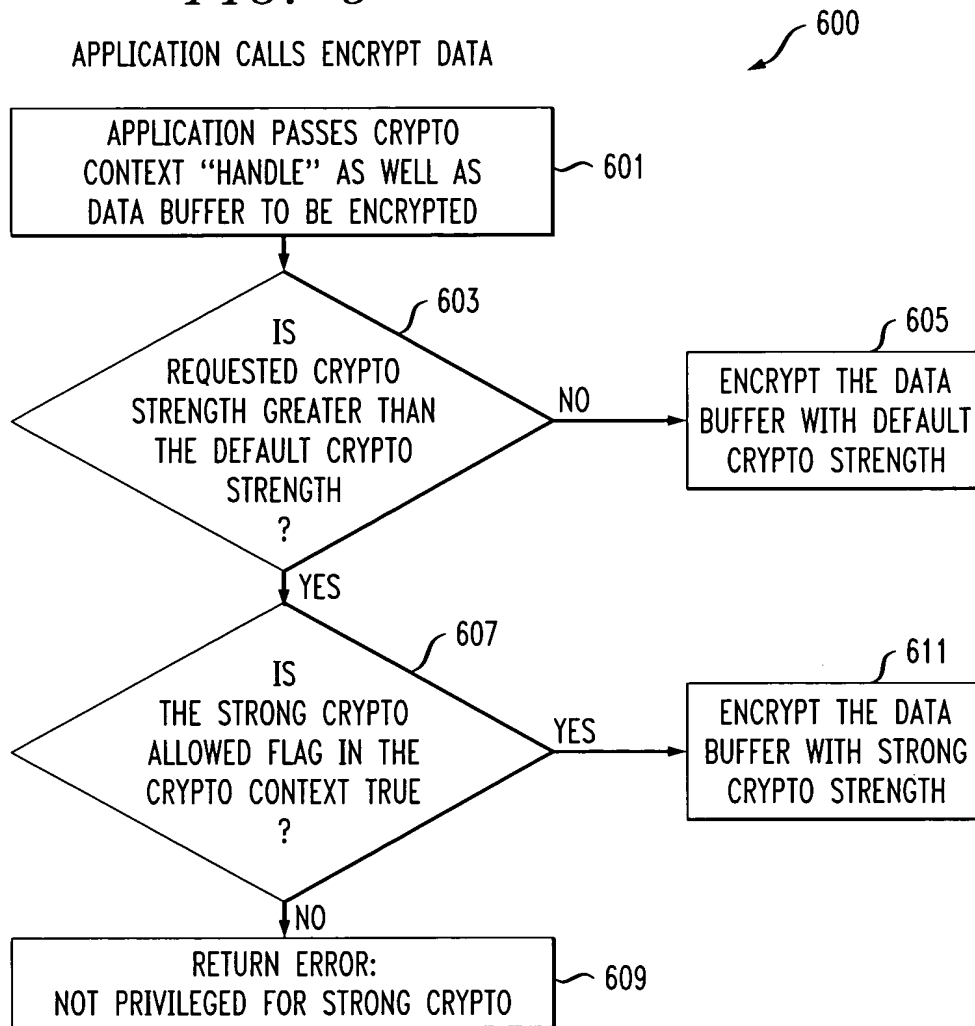 600
APPLICATION CALLS ENCRYPT DATA
APPLICATION PASSES CRYPTO
CONTEXT “HANDLE” AS WELL AS
DATA BUFFER TO BE ENCRYPTED
601
603
IS
REQUESTED CRYPTO
STRENGTH GREATER THAN
THE DEFAULT CRYPTO
STRENGTH
?
NO
605
ENCRYPT THE DATA
BUFFER WITH DEFAULT
CRYPTO STRENGTH
YES
607
IS
THE STRONG CRYPTO
ALLOWED FLAG IN THE
CRYPTO CONTEXT TRUE
?
YES
611
ENCRYPT THE DATA
BUFFER WITH STRONG
CRYPTO STRENGTH
NO
RETURN ERROR:
NOT PRIVILEGED FOR STRONG CRYPTO
609